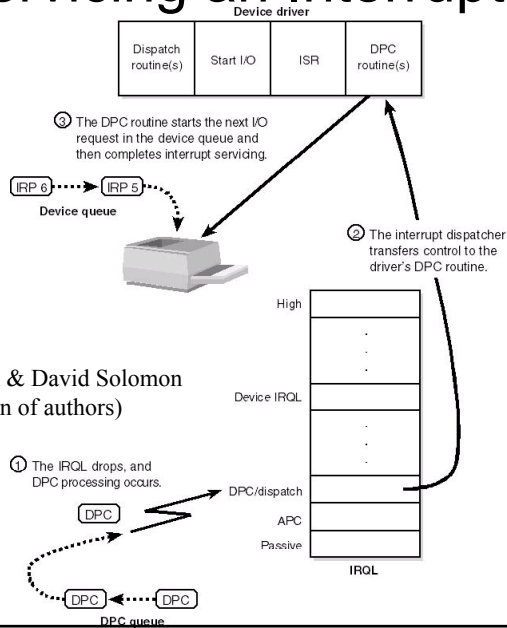 an Interrupt
Device driver
Dispatch
routine(s)
Start I/O
ISR
DPC
routine(s)
③ The DPC routine starts the next I/O
request in the device queue and
then completes interrupt servicing.
IRP 6
IRP 5
Device queue
② The interrupt dispatcher
transfers control to the
driver's DPC routine.
High
.
.
.
Device IRQL
.
.
.
DPC/dispatch
APC
Passive
IRQL
& David Solomon
of authors)
① The IRQL drops, and
DPC processing occurs.
DPC
DPC
DPC
DPC queue